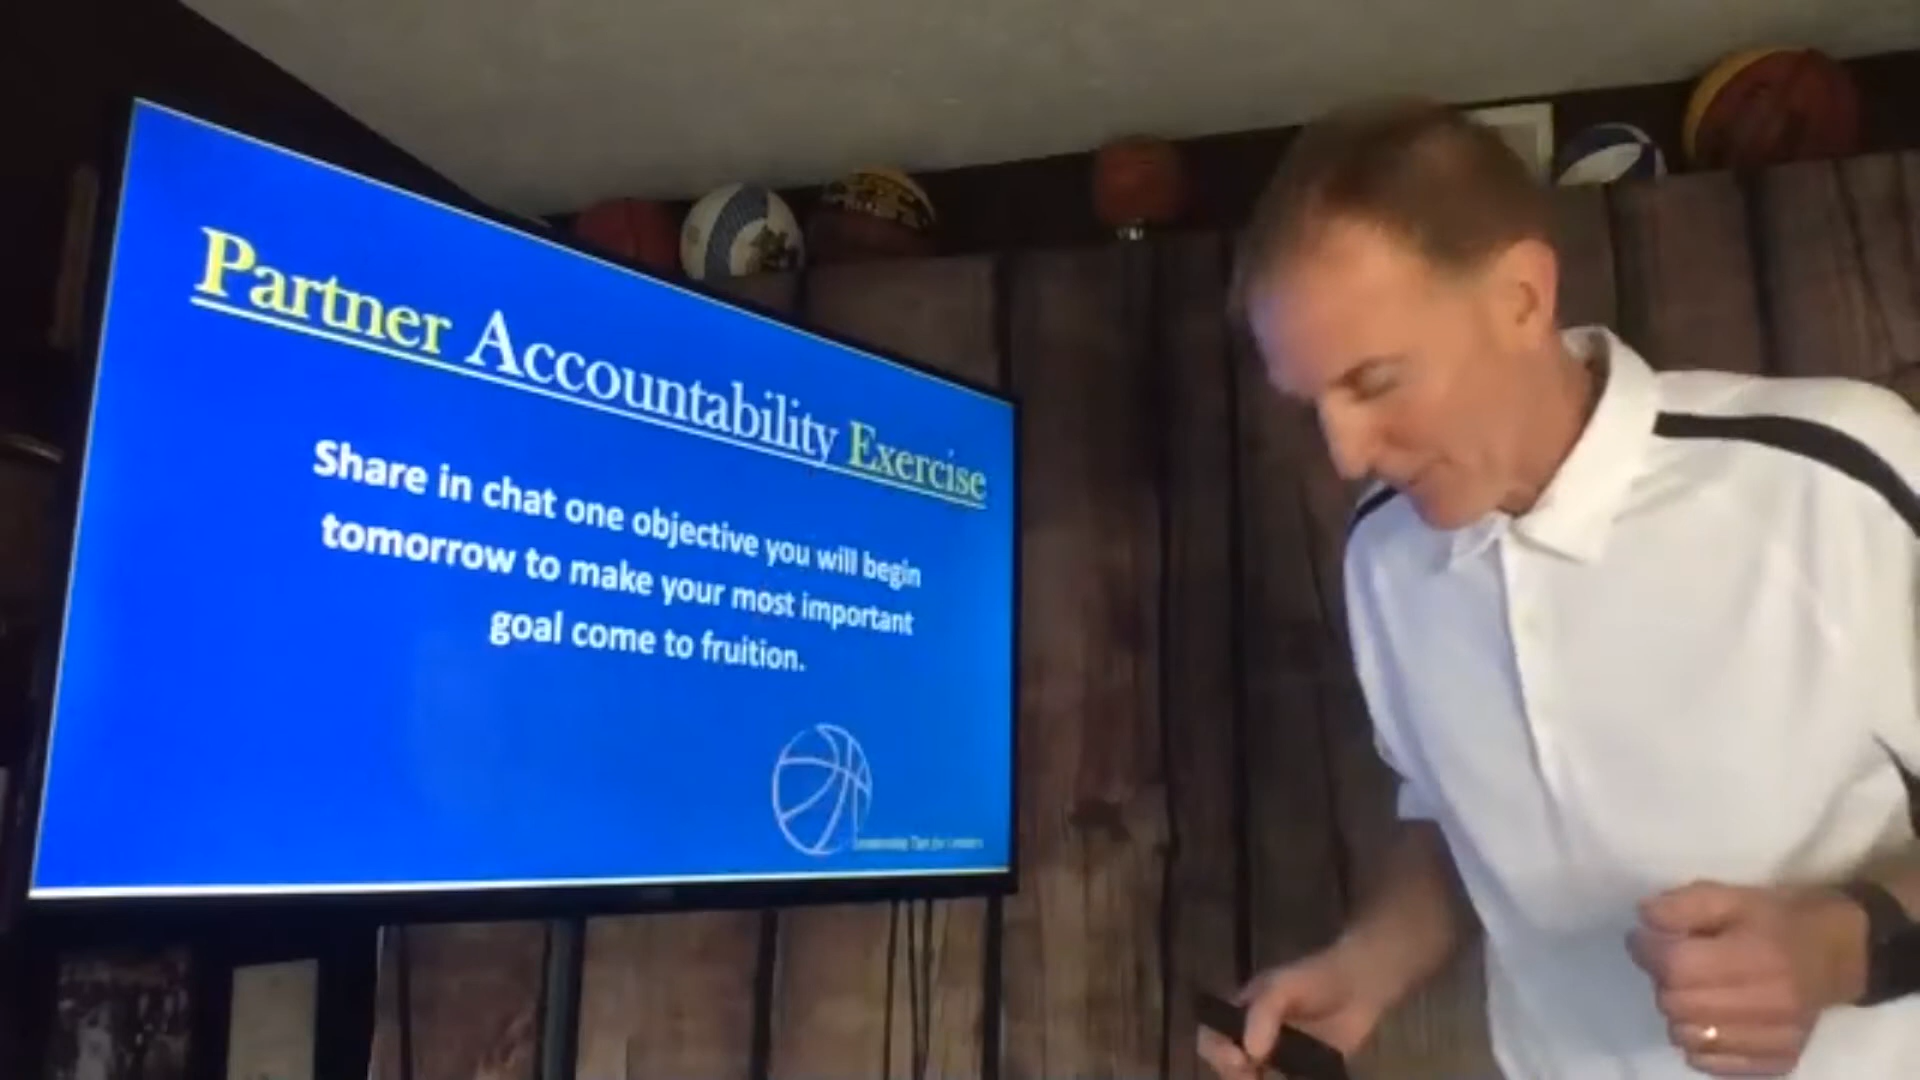 Partner Accountability Exercise
Share in chat one objective you will begin
tomorrow to make your most important
goal come to fruition.